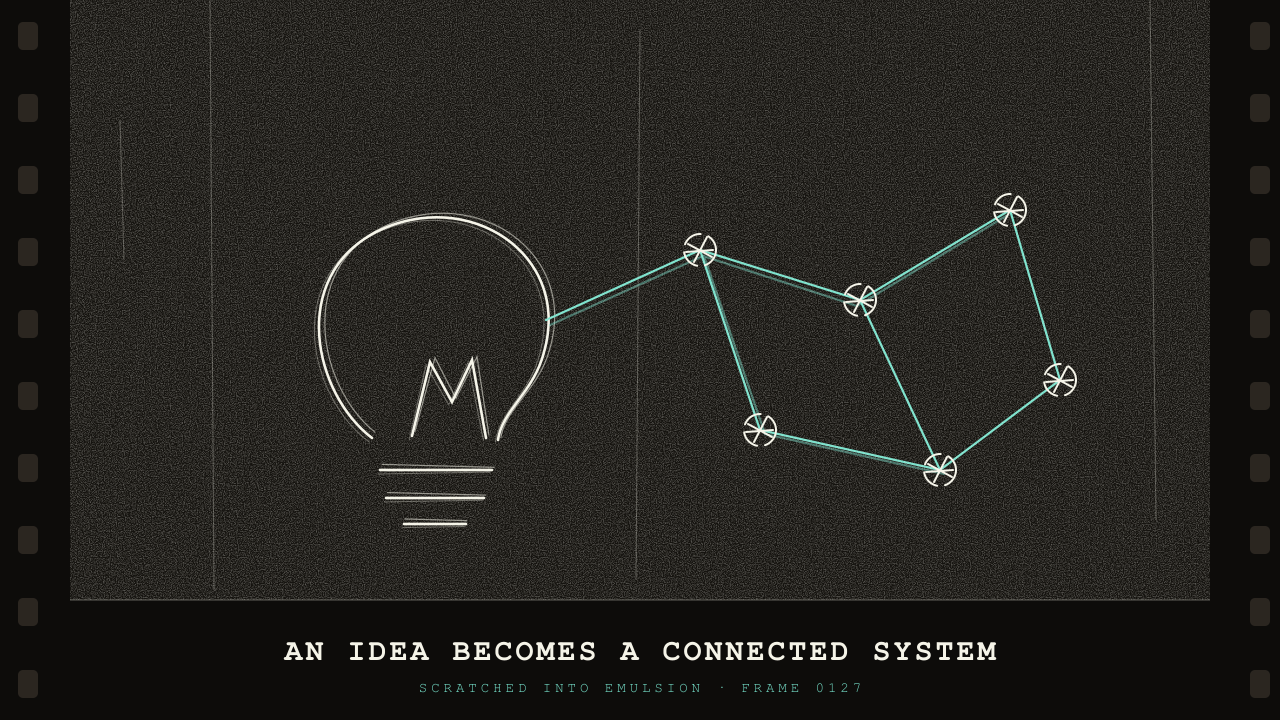 AN IDEA BECOMES A CONNECTED SYSTEM
SCRATCHED INTO EMULSION · FRAME 0127